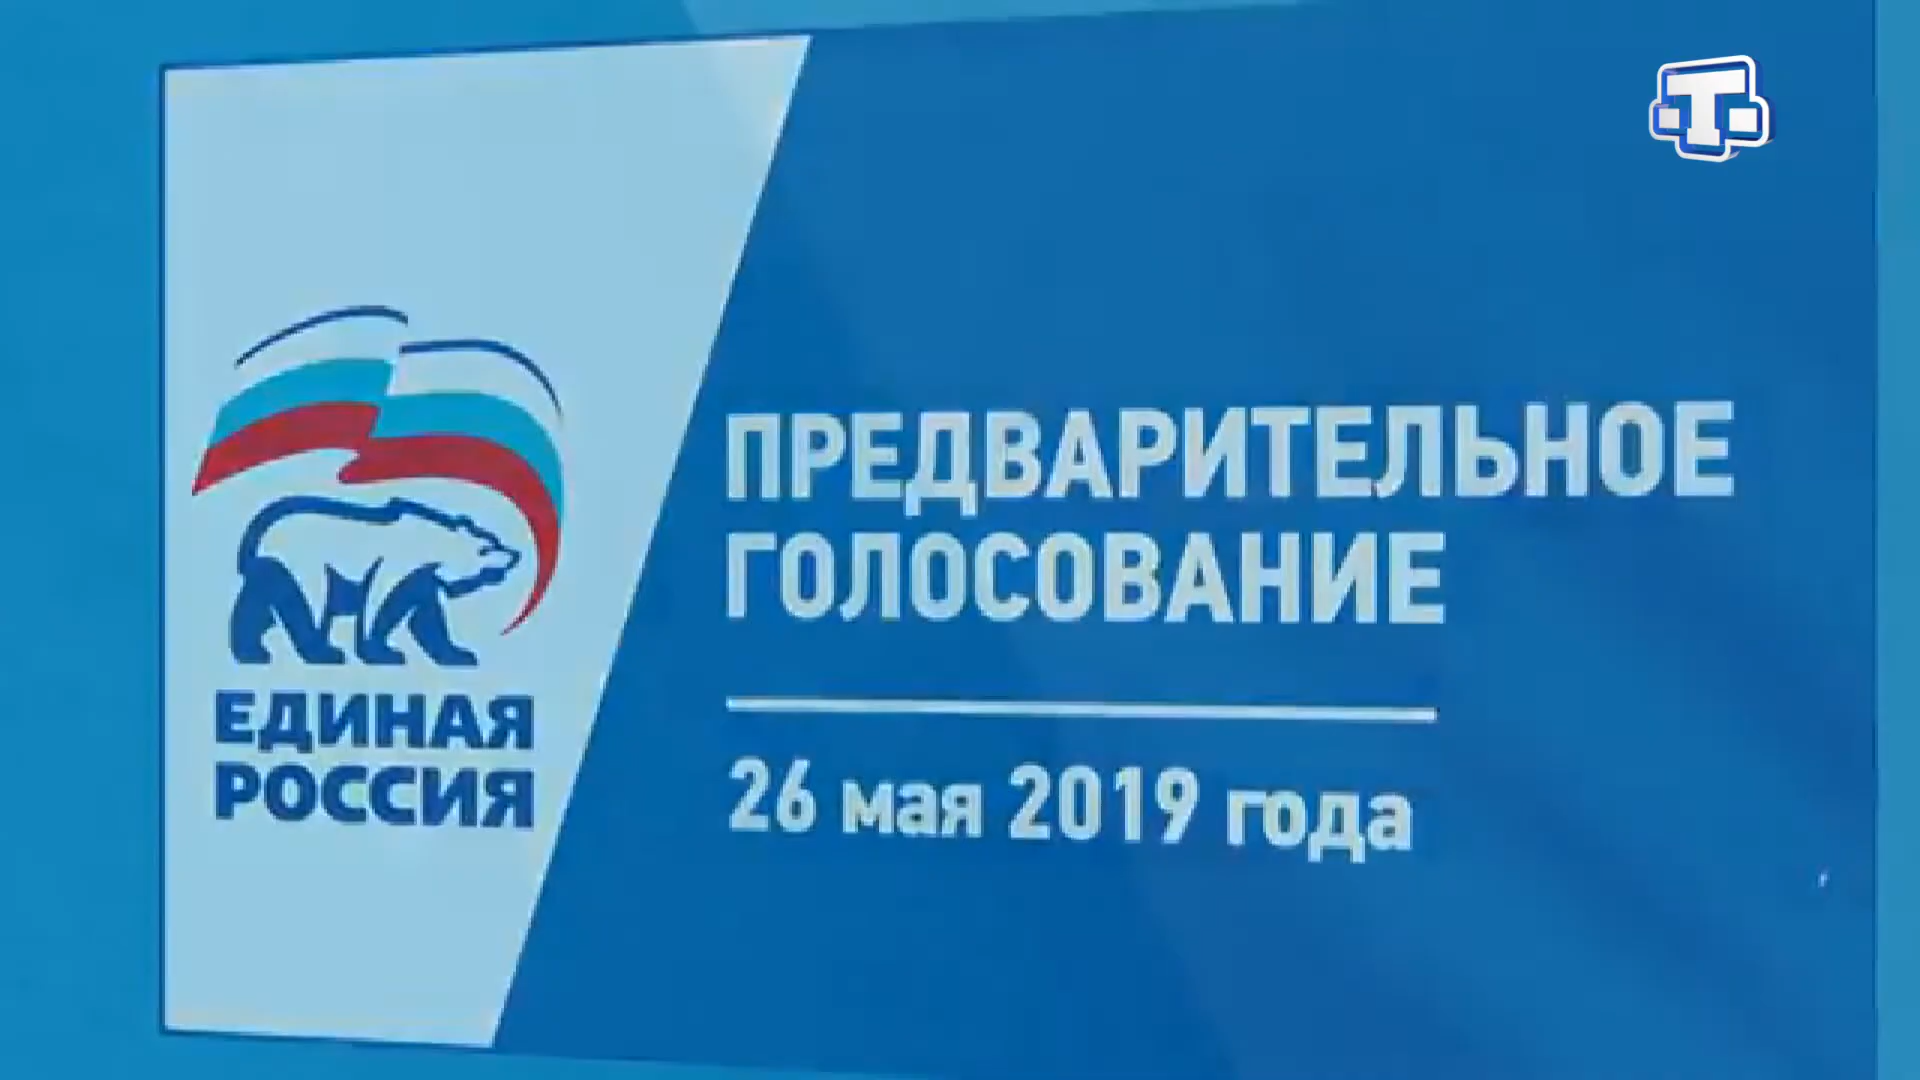 Т
ЕДИНАЯ
РОССИЯ
ПРЕДВАРИТЕЛЬНОЕ
ГОЛОСОВАНИЕ
26 мая 2019 года